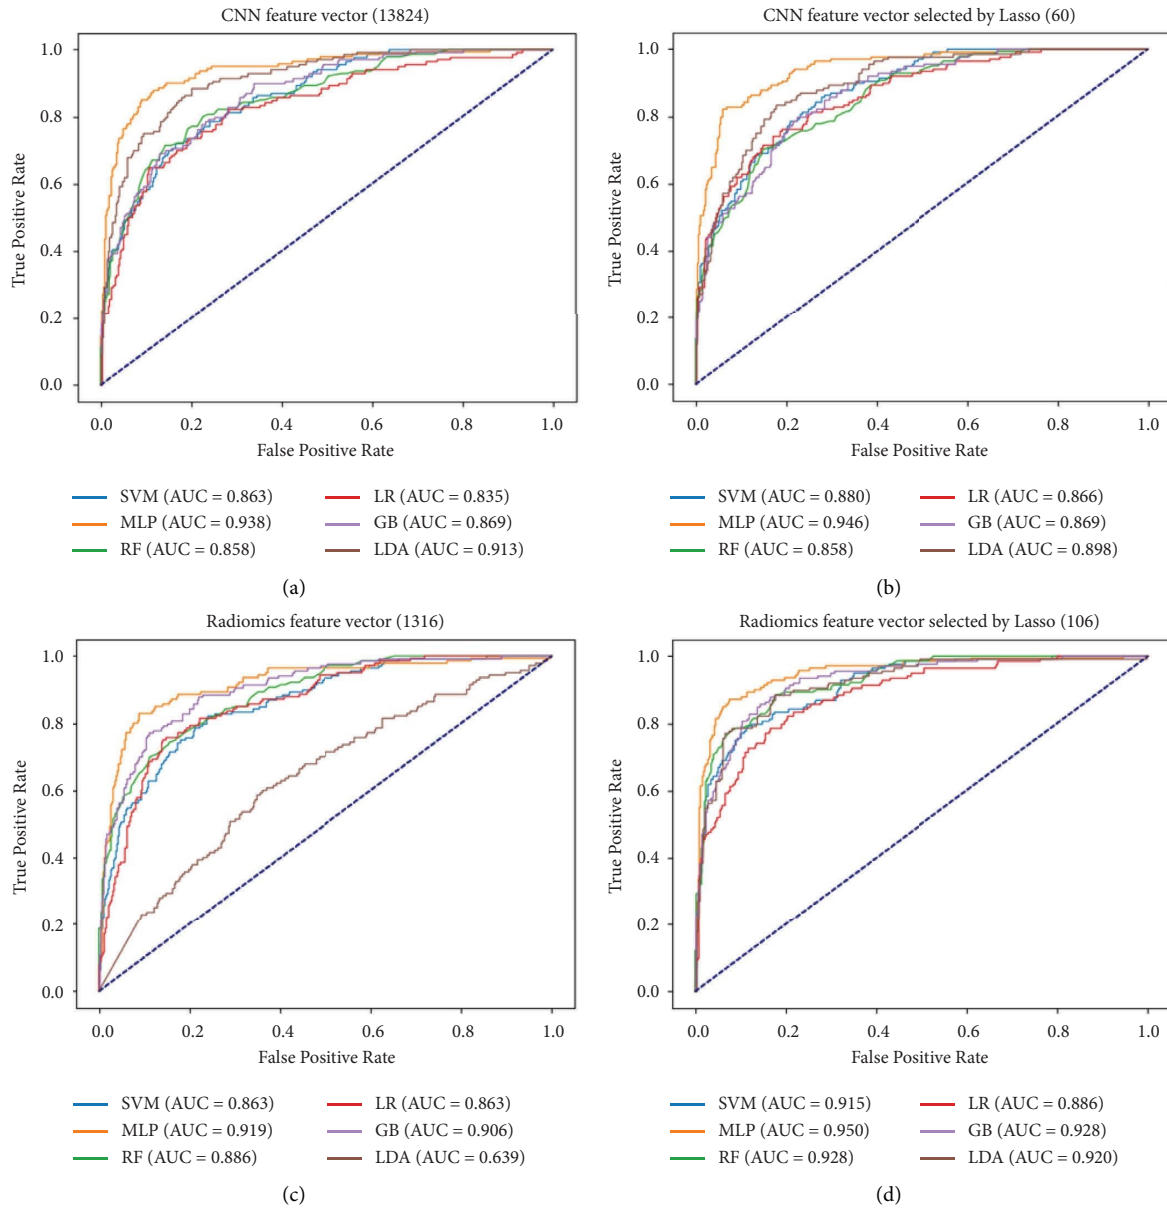 CNN feature vector (13824)
1.0
0.8
0.6
0.4
0.2
0.0
True Positive Rate
0.0 0.2 0.4 0.6 0.8 1.0
False Positive Rate
SVM (AUC = 0.863) LR (AUC = 0.835)
MLP (AUC = 0.938) GB (AUC = 0.869)
RF (AUC = 0.858) LDA (AUC = 0.913)
(a)
CNN feature vector selected by Lasso (60)
1.0
0.8
0.6
0.4
0.2
0.0
True Positive Rate
0.0 0.2 0.4 0.6 0.8 1.0
False Positive Rate
SVM (AUC = 0.880) LR (AUC = 0.866)
MLP (AUC = 0.946) GB (AUC = 0.869)
RF (AUC = 0.858) LDA (AUC = 0.898)
(b)
Radiomics feature vector (1316)
1.0
0.8
0.6
0.4
0.2
0.0
True Positive Rate
0.0 0.2 0.4 0.6 0.8 1.0
False Positive Rate
SVM (AUC = 0.863) LR (AUC = 0.863)
MLP (AUC = 0.919) GB (AUC = 0.906)
RF (AUC = 0.886) LDA (AUC = 0.639)
(c)
Radiomics feature vector selected by Lasso (106)
1.0
0.8
0.6
0.4
0.2
0.0
True Positive Rate
0.0 0.2 0.4 0.6 0.8 1.0
False Positive Rate
SVM (AUC = 0.915) LR (AUC = 0.886)
MLP (AUC = 0.950) GB (AUC = 0.928)
RF (AUC = 0.928) LDA (AUC = 0.920)
(d)